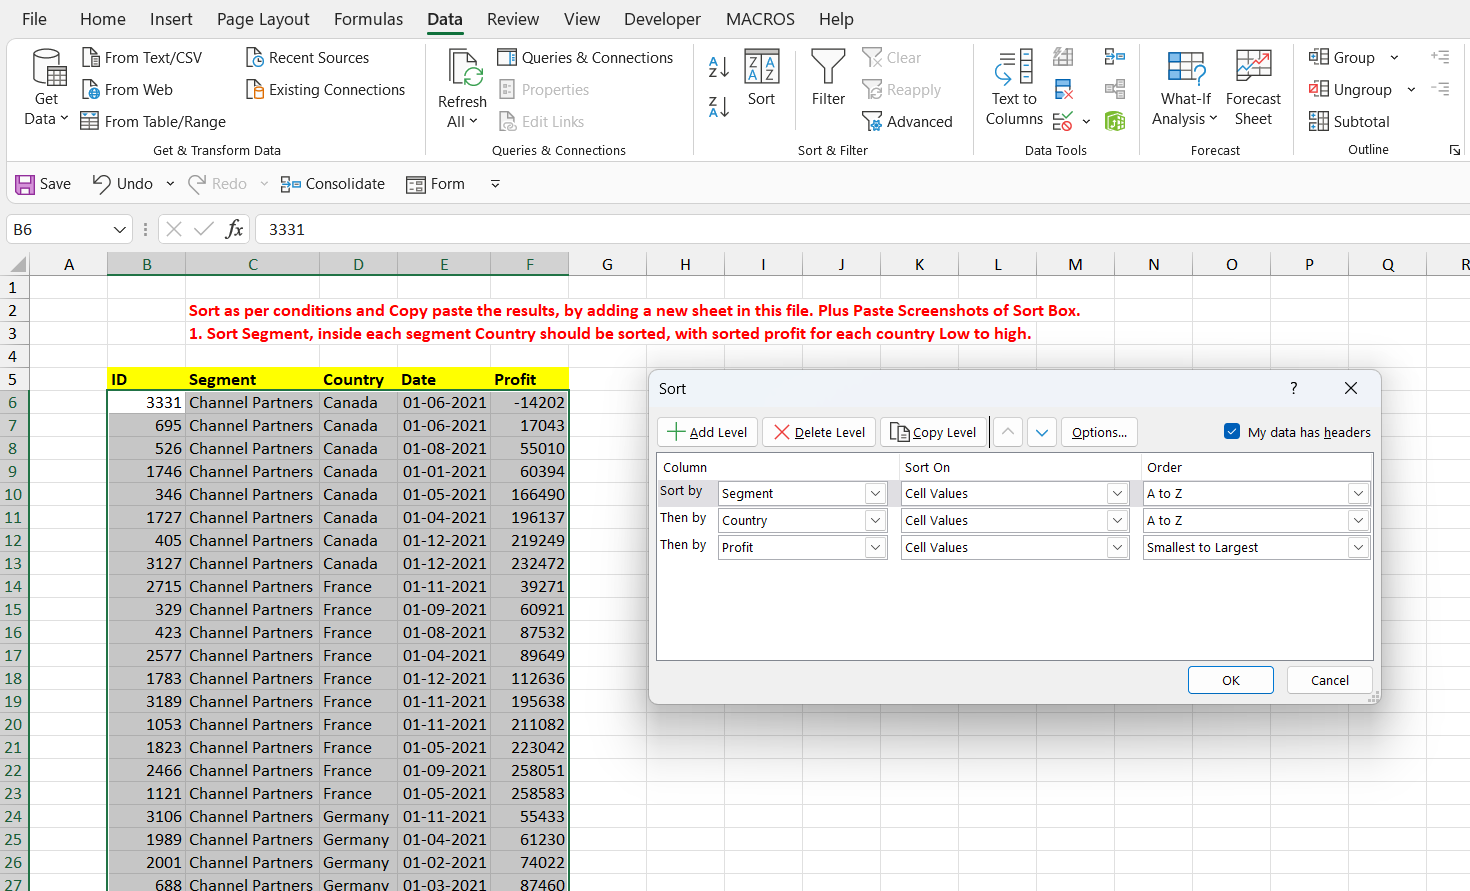 File Home Insert Page Layout Formulas Data Review View Developer MACROS Help
Get Data
From Text/CSV
From Web
From Table/Range
Recent Sources
Existing Connections
Get & Transform Data
Refresh All
Queries & Connections
Properties
Edit Links
Queries & Connections
Sort
Filter
Clear
Reapply
Advanced
Sort & Filter
Text to Columns
Data Tools
What-If Analysis
Forecast Sheet
Forecast
Group
Ungroup
Subtotal
Outline
Save Undo Redo Consolidate Form
B6 fx 3331
A B C D E F G H I J K L M N O P Q R
1
2 Sort as per conditions and Copy paste the results, by adding a new sheet in this file. Plus Paste Screenshots of Sort Box.
3 1. Sort Segment, inside each segment Country should be sorted, with sorted profit for each country Low to high.
4
5 ID Segment Country Date Profit
6 3331 Channel Partners Canada 01-06-2021 -14202
7 695 Channel Partners Canada 01-06-2021 17043
8 526 Channel Partners Canada 01-08-2021 55010
9 1746 Channel Partners Canada 01-01-2021 60394
10 346 Channel Partners Canada 01-05-2021 166490
11 1727 Channel Partners Canada 01-04-2021 196137
12 405 Channel Partners Canada 01-12-2021 219249
13 3127 Channel Partners Canada 01-12-2021 232472
14 2715 Channel Partners France 01-11-2021 39271
15 329 Channel Partners France 01-09-2021 60921
16 423 Channel Partners France 01-08-2021 87532
17 2577 Channel Partners France 01-04-2021 89649
18 1783 Channel Partners France 01-12-2021 112636
19 3189 Channel Partners France 01-11-2021 195638
20 1053 Channel Partners France 01-11-2021 211082
21 1823 Channel Partners France 01-05-2021 223042
22 2466 Channel Partners France 01-09-2021 258051
23 1121 Channel Partners France 01-05-2021 258583
24 3106 Channel Partners Germany 01-11-2021 55433
25 1989 Channel Partners Germany 01-04-2021 61230
26 2001 Channel Partners Germany 01-02-2021 74022
27 688 Channel Partners Germany 01-03-2021 87460
Sort ?
Add Level Delete Level Copy Level Options... My data has headers
Column Sort On Order
Sort by Segment Cell Values A to Z
Then by Country Cell Values A to Z
Then by Profit Cell Values Smallest to Largest
OK Cancel